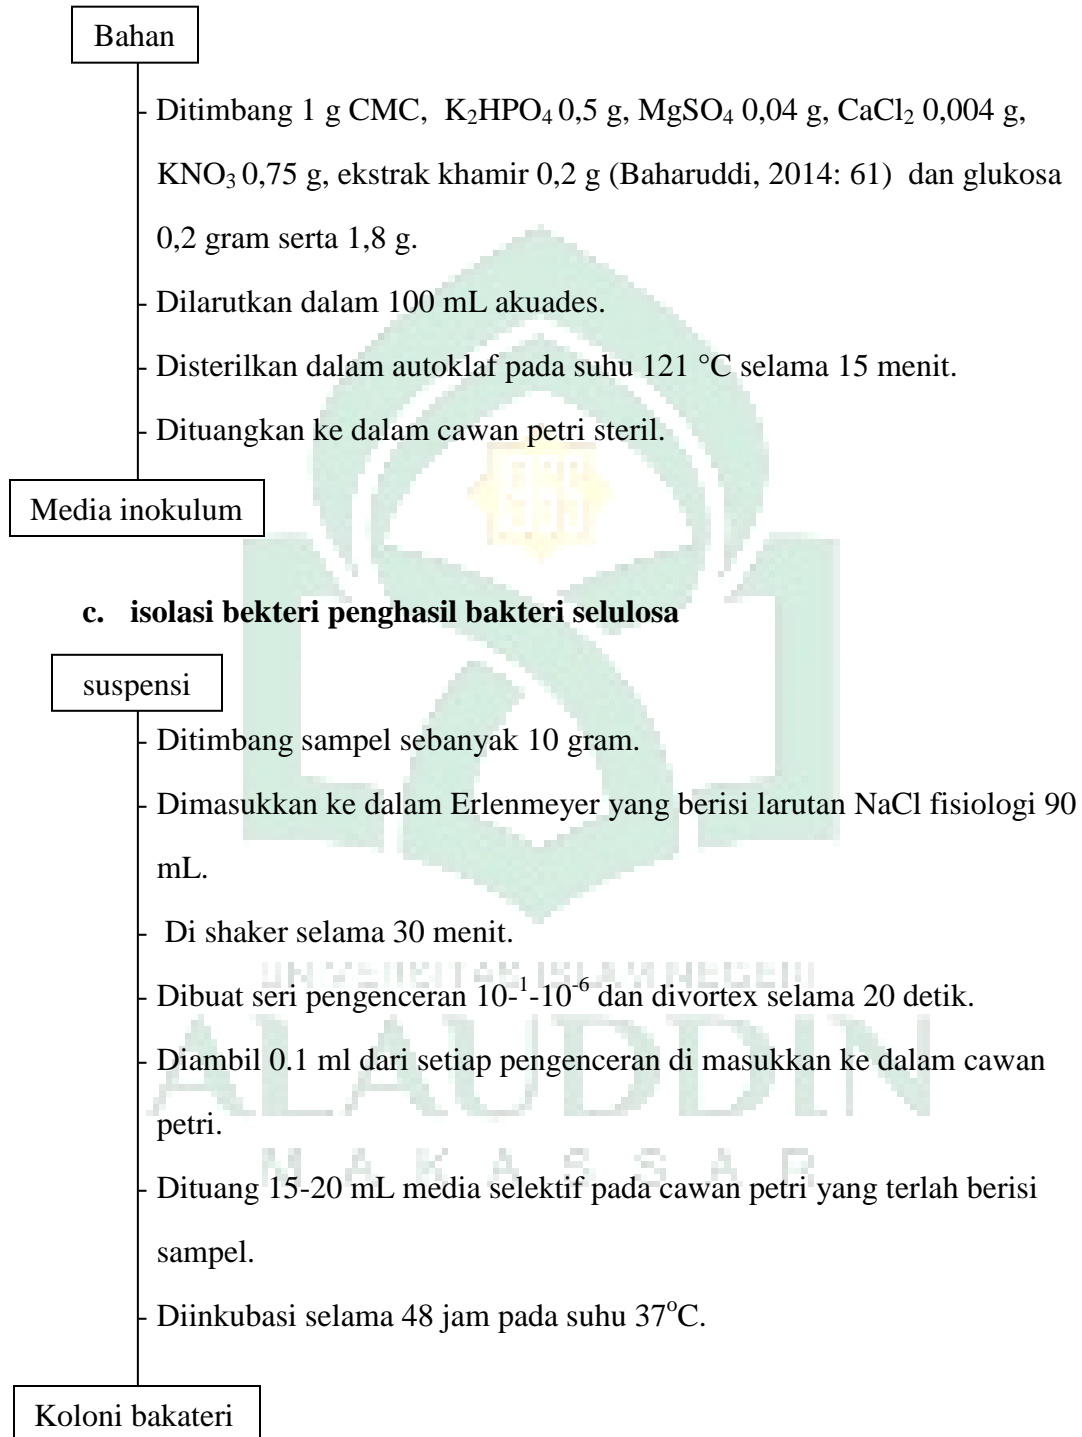 Bahan
- Ditimbang 1 g CMC, K₂HPO₄ 0,5 g, MgSO₄ 0,04 g, CaCl₂ 0,004 g,
KNO₃ 0,75 g, ekstrak khamir 0,2 g (Baharuddi, 2014: 61) dan glukosa
0,2 gram serta 1,8 g.
- Dilarutkan dalam 100 mL akuades.
- Disterilkan dalam autoklaf pada suhu 121 °C selama 15 menit.
- Dituangkan ke dalam cawan petri steril.
Media inokulum
c. isolasi bekteri penghasil bakteri selulosa
suspensi
- Ditimbang sampel sebanyak 10 gram.
- Dimasukkan ke dalam Erlenmeyer yang berisi larutan NaCl fisiologi 90
mL.
- Di shaker selama 30 menit.
- Dibuat seri pengenceran 10-¹-10⁻⁶ dan divortex selama 20 detik.
- Diambil 0.1 ml dari setiap pengenceran di masukkan ke dalam cawan
petri.
- Dituang 15-20 mL media selektif pada cawan petri yang terlah berisi
sampel.
- Diinkubasi selama 48 jam pada suhu 37°C.
Koloni bakateri
UNIVERSITAS ISLAM NEGERI
ALAUDDIN
MAKASSAR